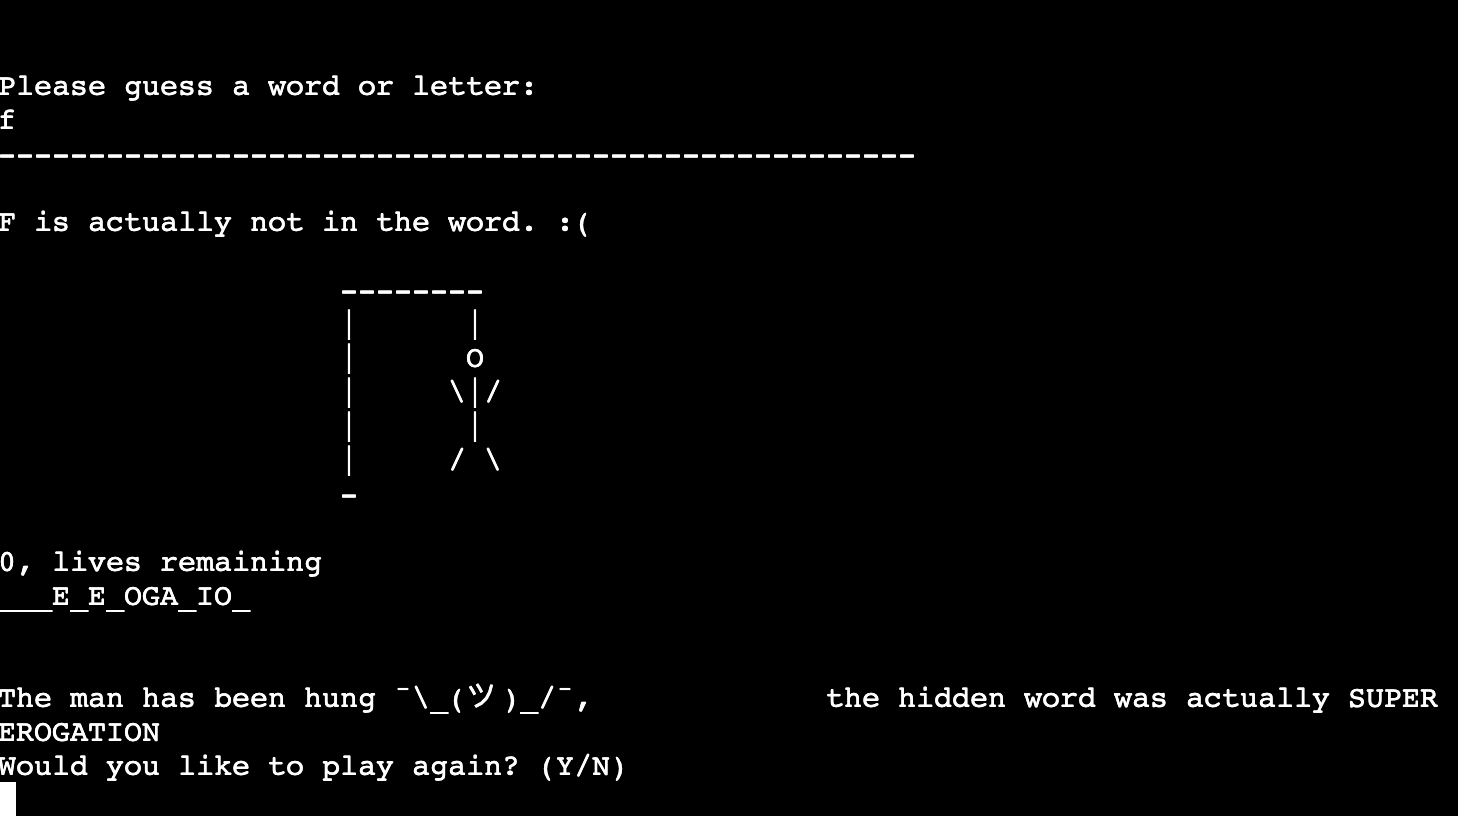 Please guess a word or letter:
f
---------------------------------------------------
F is actually not in the word. :(
                   --------
                   |      |
                   |      O
                   |     \|/
                   |      |
                   |     / \
                   -
0, lives remaining
___E_E_OGA_IO_
The man has been hung ¯\_(ツ)_/¯,             the hidden word was actually SUPER
EROGATION
Would you like to play again? (Y/N)